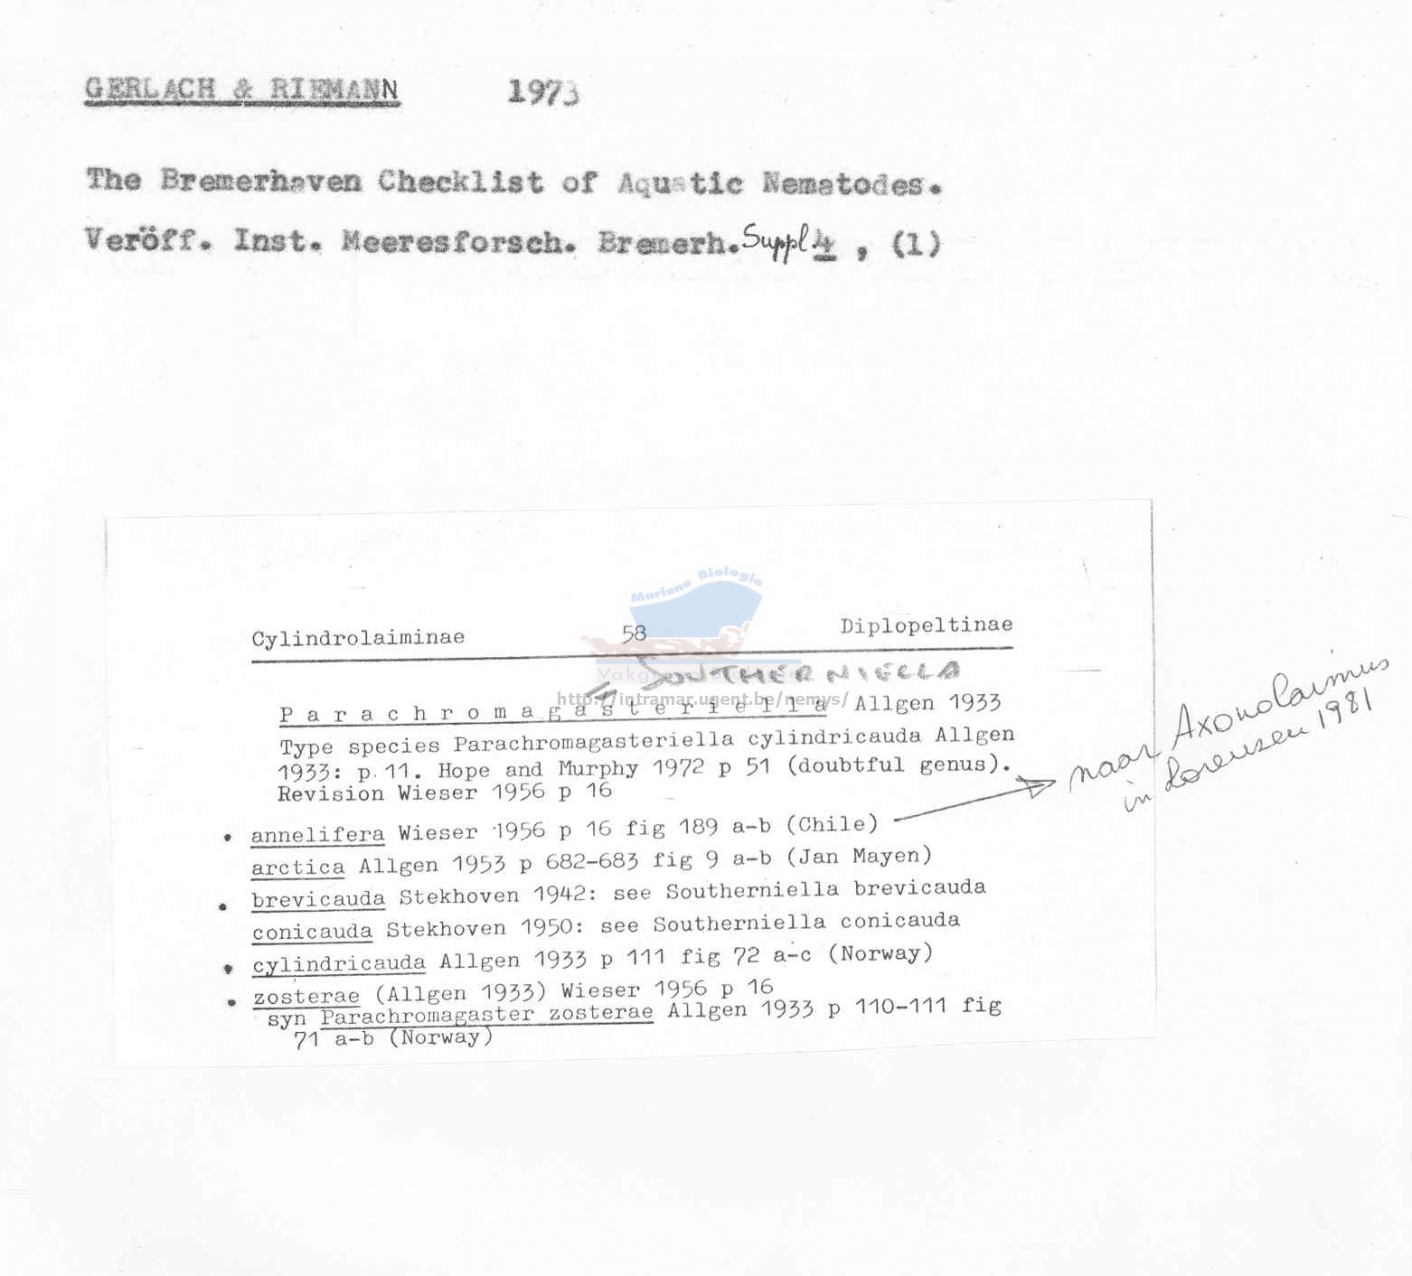 GERLACH & RIEMANN 1973
The Bremerhaven Checklist of Aquatic Nematodes.
Veröff. Inst. Meeresforsch. Bremerh. Suppl 4 , (1)
Mariene Biologie
Cylindrolaiminae 58 Diplopeltinae
SOUTHERNIELLA
http://intramar.ugent.be/nemys/
P a r a c h r o m a g a s t e r i e l l a Allgen 1933
Type species Parachromagasteriella cylindricauda Allgen
1933: p.11. Hope and Murphy 1972 p 51 (doubtful genus).
Revision Wieser 1956 p 16
naar Axonolaimus
in Lorenzen 1981
• annelifera Wieser 1956 p 16 fig 189 a-b (Chile)
arctica Allgen 1953 p 682-683 fig 9 a-b (Jan Mayen)
• brevicauda Stekhoven 1942: see Southerniella brevicauda
conicauda Stekhoven 1950: see Southerniella conicauda
• cylindricauda Allgen 1933 p 111 fig 72 a-c (Norway)
• zosterae (Allgen 1933) Wieser 1956 p 16
syn Parachromagaster zosterae Allgen 1933 p 110-111 fig
71 a-b (Norway)